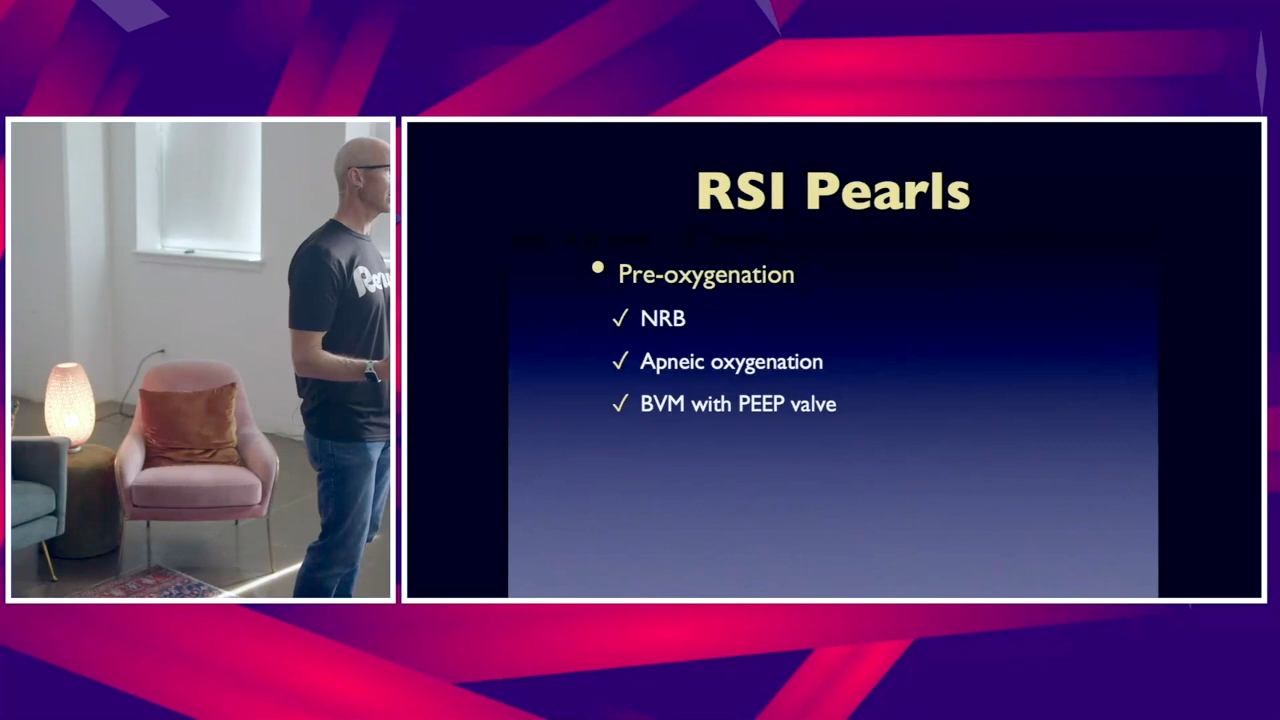 RSI Pearls
• Pre-oxygenation
✓ NRB
✓ Apneic oxygenation
✓ BVM with PEEP valve